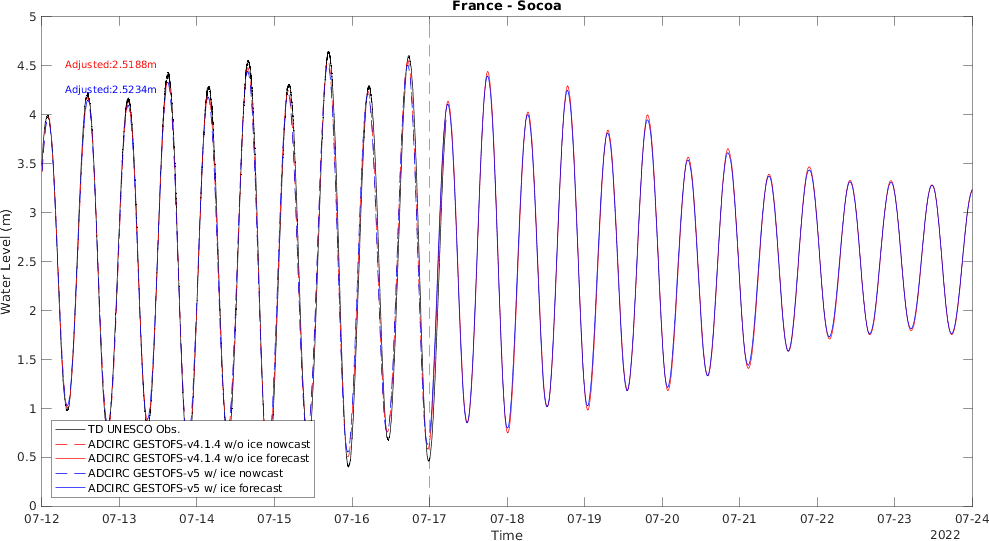 France - Socoa
5
4.5
4
3.5
3
2.5
2
1.5
1
0.5
0
Water Level (m)
Adjusted:2.5188m
Adjusted:2.5234m
TD UNESCO Obs.
ADCIRC GESTOFS-v4.1.4 w/o ice nowcast
ADCIRC GESTOFS-v4.1.4 w/o ice forecast
ADCIRC GESTOFS-v5 w/ ice nowcast
ADCIRC GESTOFS-v5 w/ ice forecast
07-12 07-13 07-14 07-15 07-16 07-17 07-18 07-19 07-20 07-21 07-22 07-23 07-24
Time
2022